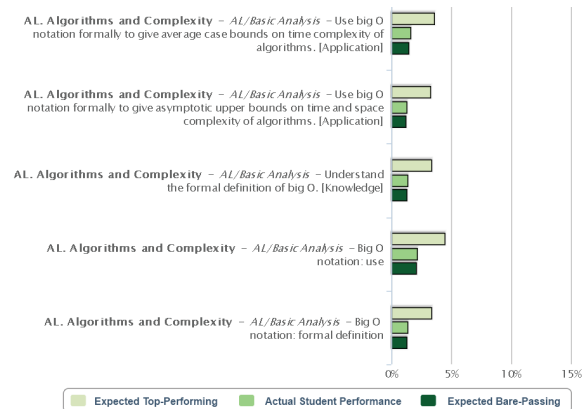 AL. Algorithms and Complexity – AL/Basic Analysis – Use big O
notation formally to give average case bounds on time complexity of
algorithms. [Application]
AL. Algorithms and Complexity – AL/Basic Analysis – Use big O
notation formally to give asymptotic upper bounds on time and space
complexity of algorithms. [Application]
AL. Algorithms and Complexity – AL/Basic Analysis – Understand
the formal definition of big O. [Knowledge]
AL. Algorithms and Complexity – AL/Basic Analysis – Big O
notation: use
AL. Algorithms and Complexity – AL/Basic Analysis – Big O
notation: formal definition
0% 5% 10% 15%
Expected Top-Performing Actual Student Performance Expected Bare-Passing